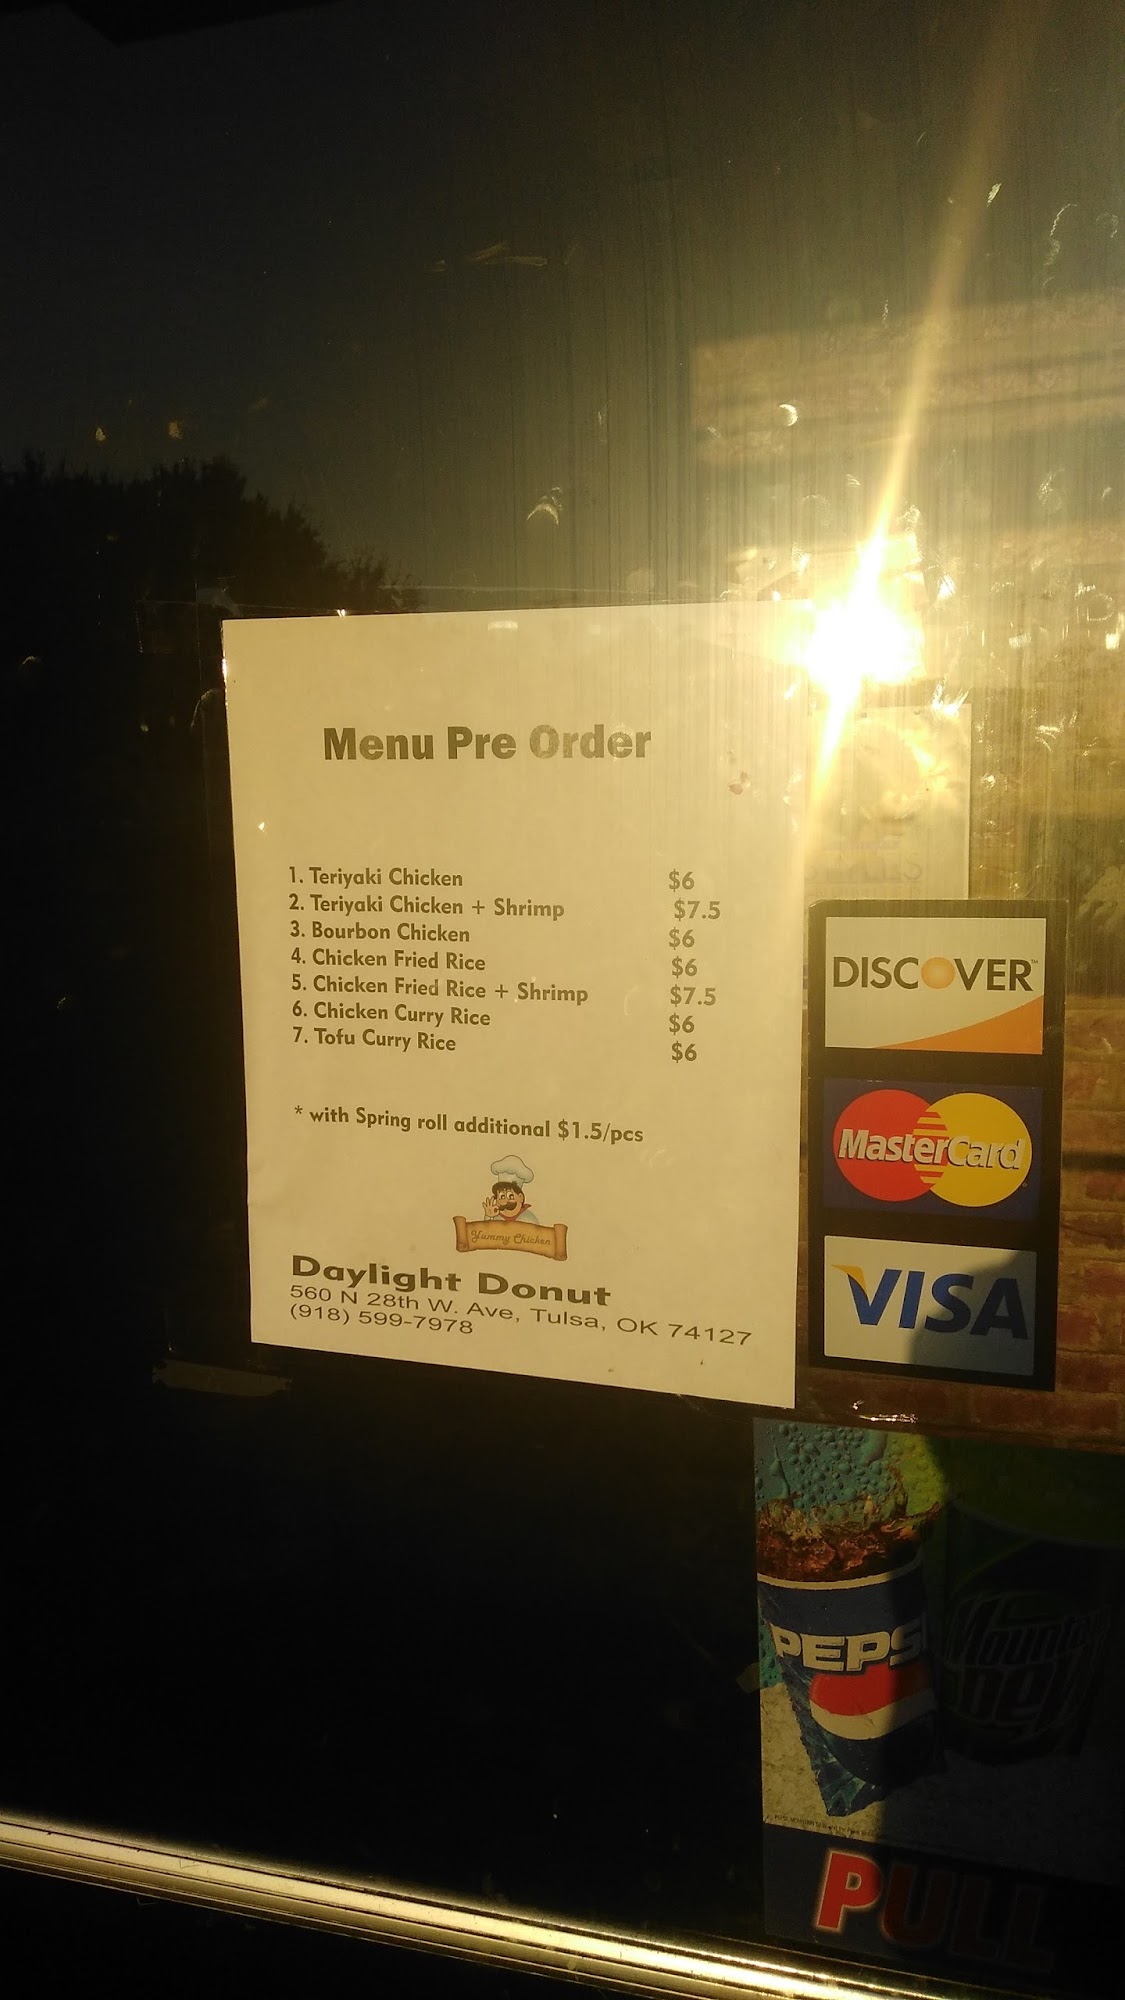 Menu Pre Order
1. Teriyaki Chicken $6
2. Teriyaki Chicken + Shrimp $7.5
3. Bourbon Chicken $6
4. Chicken Fried Rice $6
5. Chicken Fried Rice + Shrimp $7.5
6. Chicken Curry Rice $6
7. Tofu Curry Rice $6
* with Spring roll additional $1.5/pcs
Yummy Chicken
Daylight Donut
560 N 28th W. Ave, Tulsa, OK 74127
(918) 599-7978
DISCOVER
MasterCard
VISA
PEPSI
Mountain
Dew
PULL